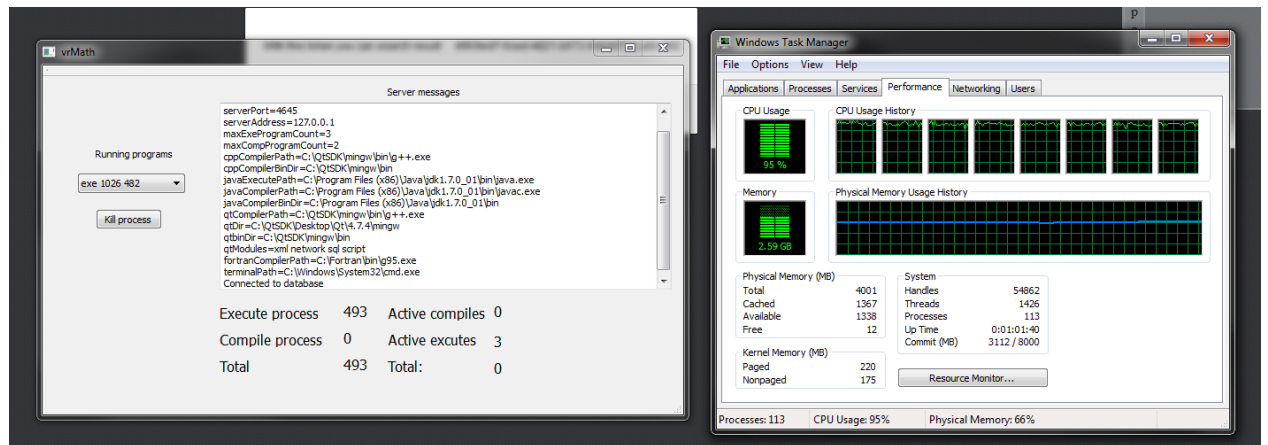 p
vrMath
Server messages
serverPort=4645
serverAddress=127.0.0.1
maxExeProgramCount=3
maxCompProgramCount=2
cppCompilerPath=C:\QtSDK\mingw\bin\g++.exe
cppCompilerBinDir=C:\QtSDK\mingw\bin
javaExecutePath=C:\Program Files (x86)\Java\jdk1.7.0_01\bin\java.exe
javaCompilerPath=C:\Program Files (x86)\Java\jdk1.7.0_01\bin\javac.exe
javaCompilerBinDir=C:\Program Files (x86)\Java\jdk1.7.0_01\bin
qtCompilerPath=C:\QtSDK\mingw\bin\g++.exe
qtDir=C:\QtSDK\Desktop\Qt\4.7.4\mingw
qtbinDir=C:\QtSDK\mingw\bin
qtModules=xml network sql script
fortranCompilerPath=C:\Fortran\bin\g95.exe
terminalPath=C:\Windows\System32\cmd.exe
Connected to database
Running programs
exe 1026 482
Kill process
Execute process 493 Active compiles 0
Compile process 0 Active excutes 3
Total 493 Total: 0
Windows Task Manager
File Options View Help
Applications Processes Services Performance Networking Users
CPU Usage CPU Usage History
95 %
Memory Physical Memory Usage History
2.59 GB
Physical Memory (MB)
Total 4001
Cached 1367
Available 1338
Free 12
Kernel Memory (MB)
Paged 220
Nonpaged 175
System
Handles 54862
Threads 1426
Processes 113
Up Time 0:01:01:40
Commit (MB) 3112 / 8000
Resource Monitor...
Processes: 113 CPU Usage: 95% Physical Memory: 66%